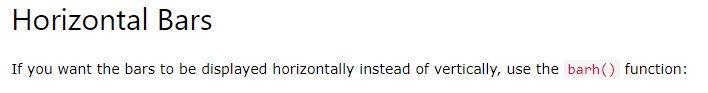 Horizontal Bars
If you want the bars to be displayed horizontally instead of vertically, use the barh() function: